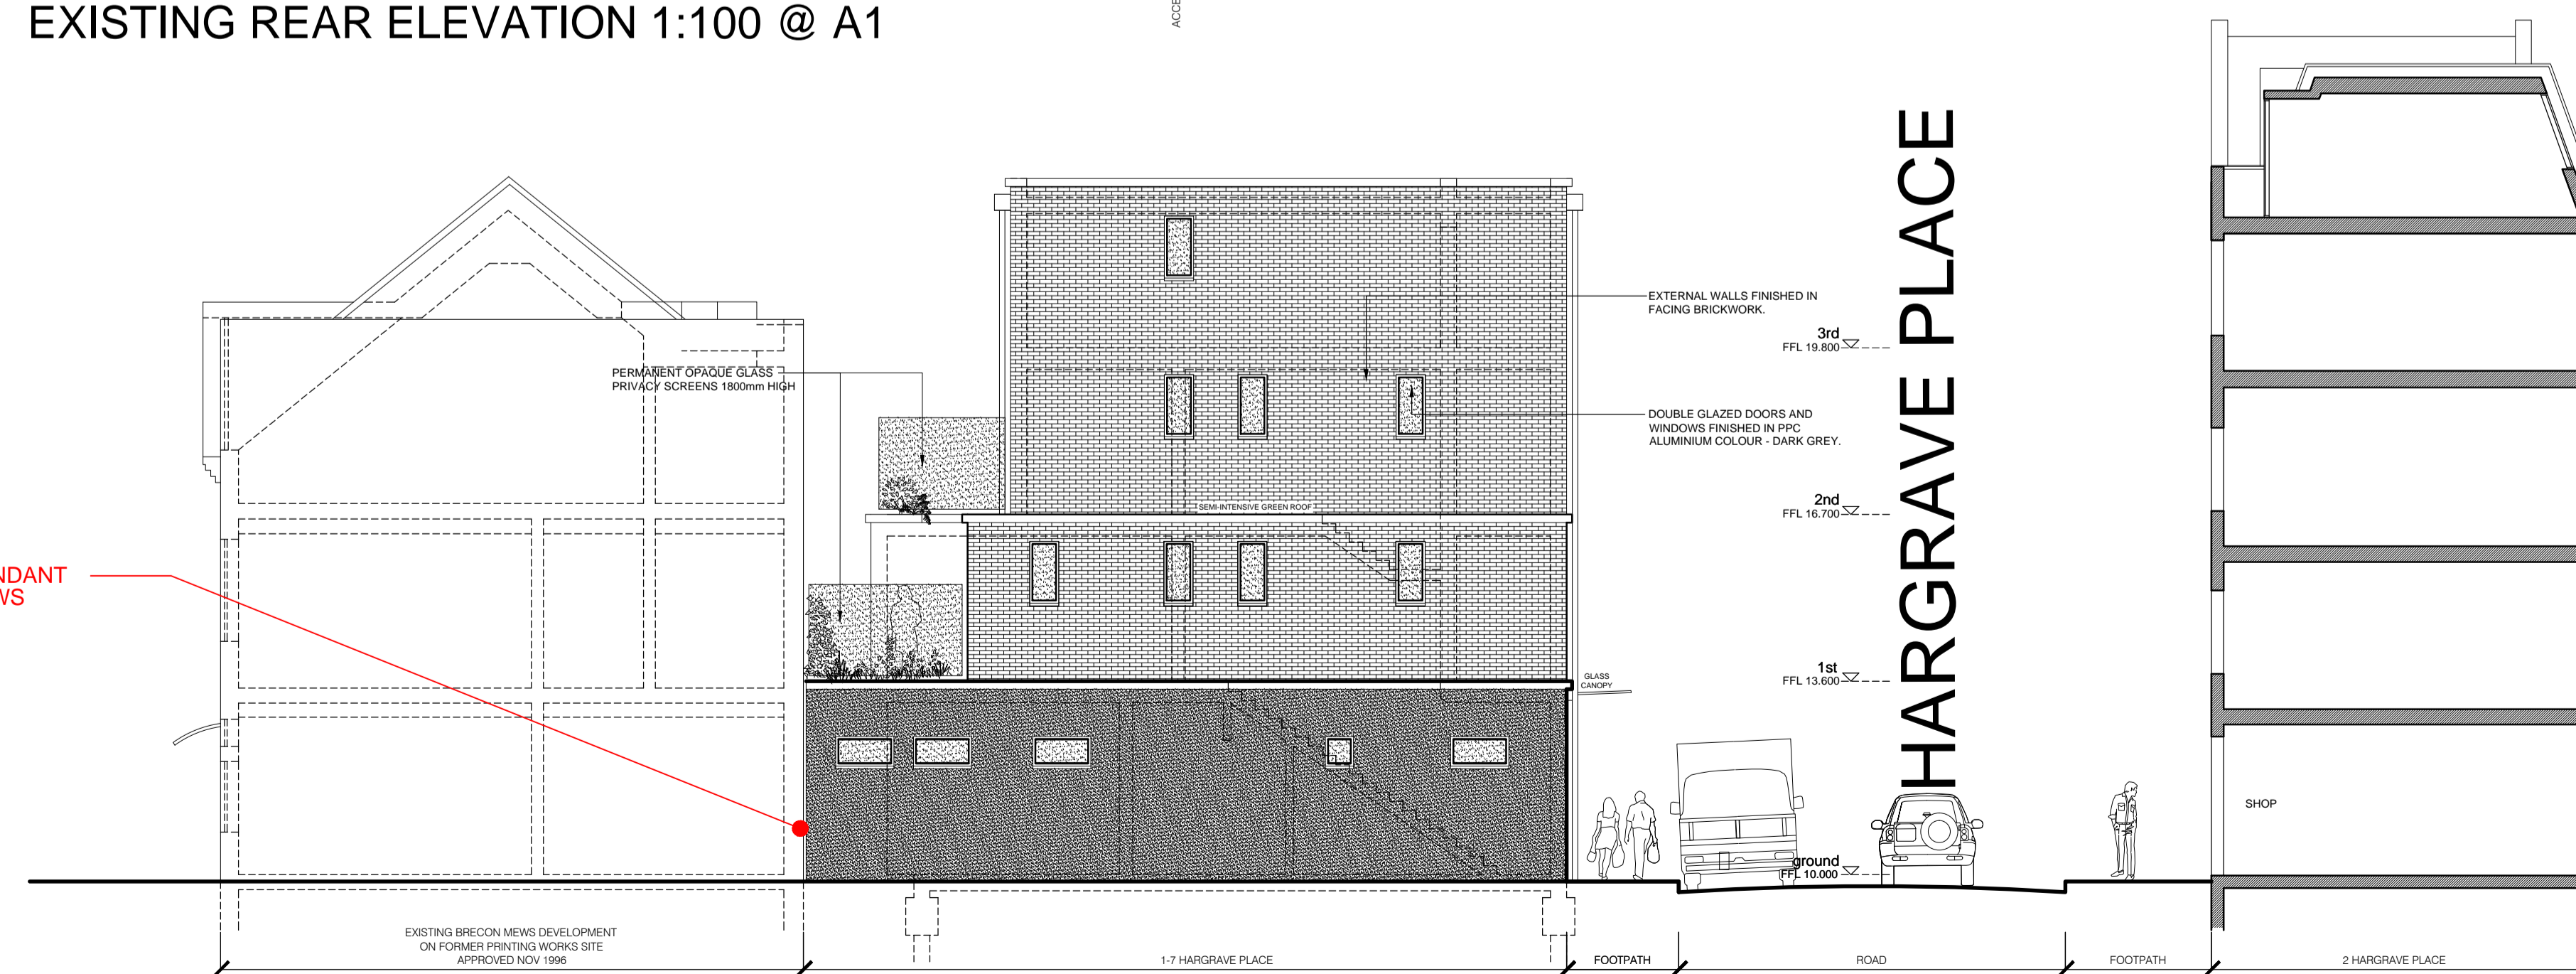 EXISTING REAR ELEVATION 1:100 @ A1
HARGRAVE PLACE
EXTERNAL WALLS FINISHED IN
FACING BRICKWORK.
3rd
FFL 19.800
PERMANENT OPAQUE GLASS
PRIVACY SCREENS 1800mm HIGH
DOUBLE GLAZED DOORS AND
WINDOWS FINISHED IN PPC
ALUMINIUM COLOUR - DARK GREY.
2nd
FFL 16.700
SEMI-INTENSIVE GREEN ROOF
1st
FFL 13.600
GLASS
CANOPY
SHOP
ground
FFL 10.000
EXISTING BRECON MEWS DEVELOPMENT
ON FORMER PRINTING WORKS SITE
APPROVED NOV 1996
1-7 HARGRAVE PLACE
FOOTPATH
ROAD
FOOTPATH
2 HARGRAVE PLACE